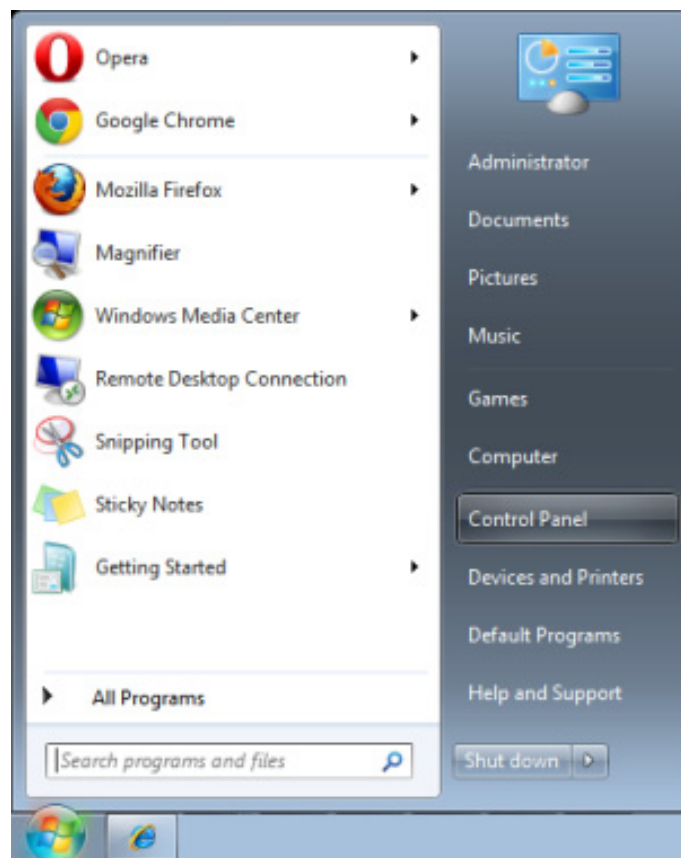 Opera
Google Chrome
Mozilla Firefox
Magnifier
Windows Media Center
Remote Desktop Connection
Snipping Tool
Sticky Notes
Getting Started
All Programs
Search programs and files
Administrator
Documents
Pictures
Music
Games
Computer
Control Panel
Devices and Printers
Default Programs
Help and Support
Shut down